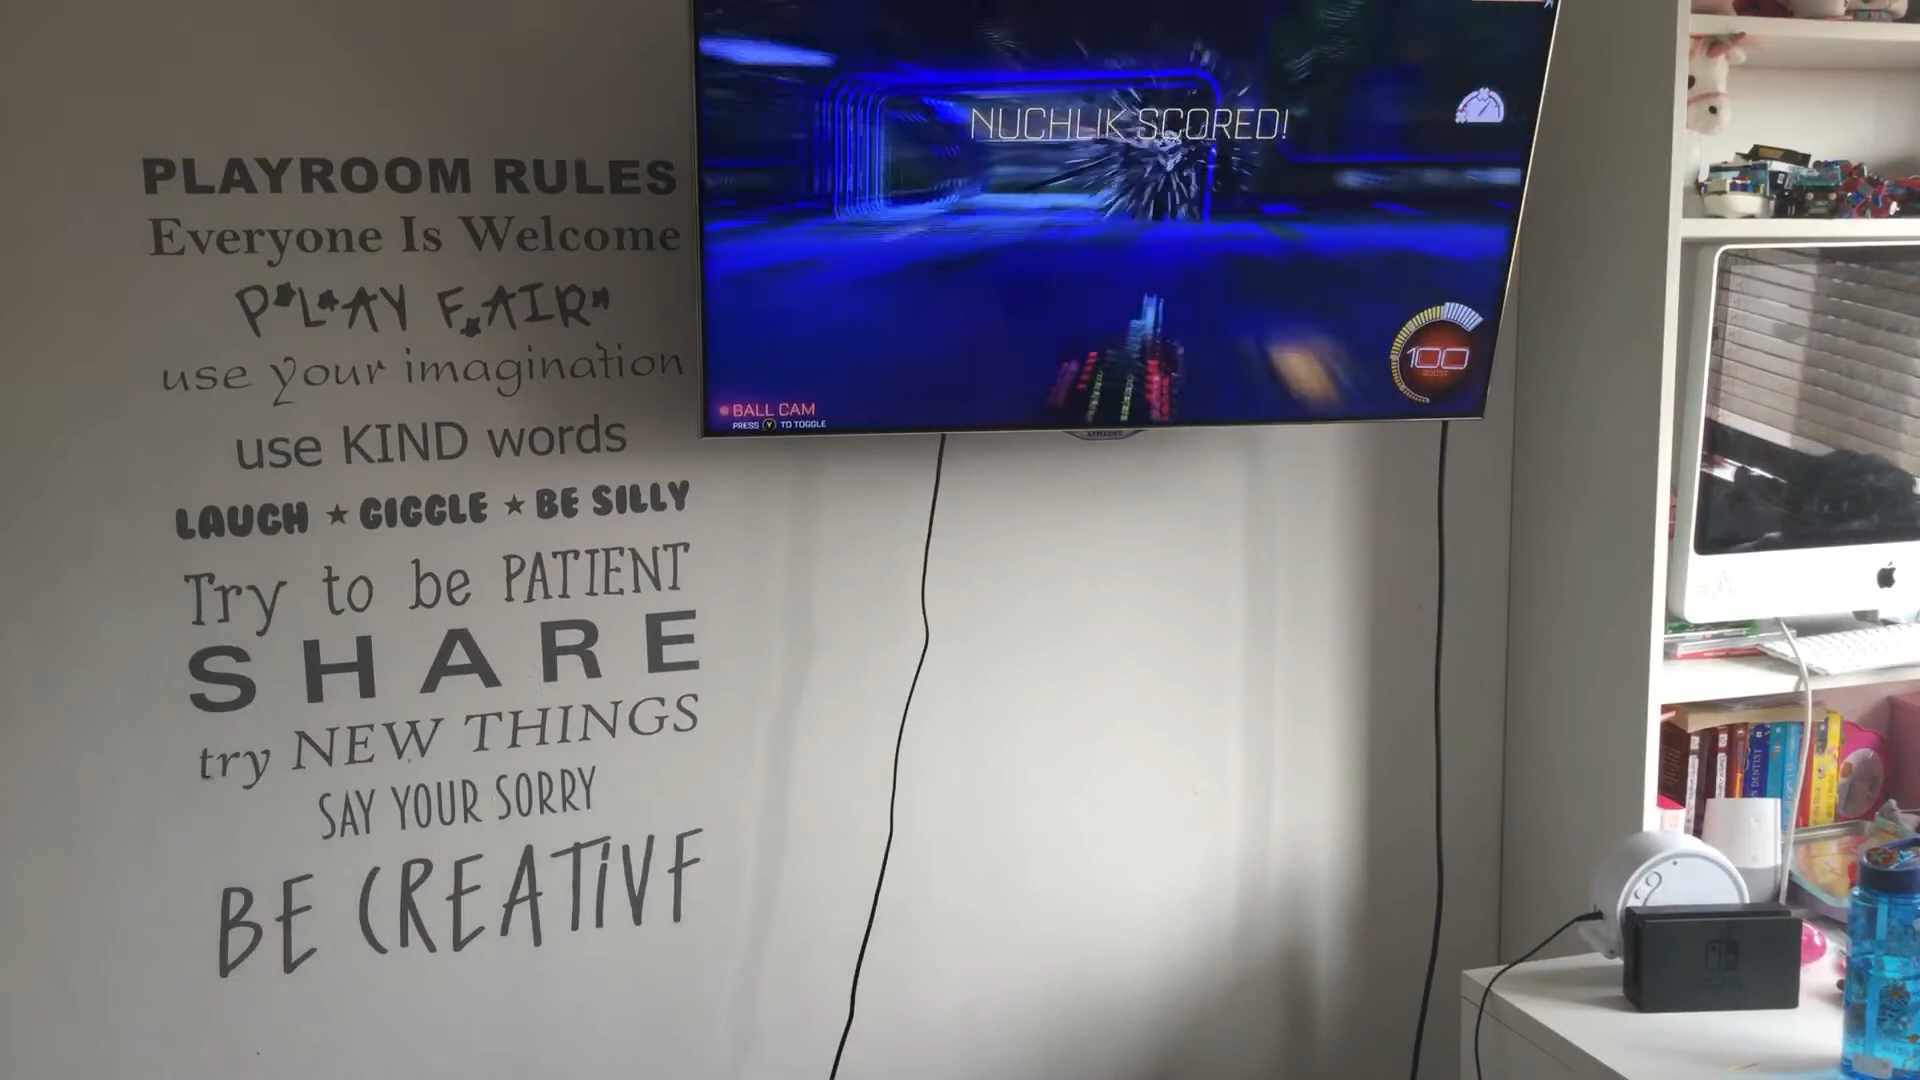 PLAYROOM RULES
Everyone Is Welcome
PLAY FAIR
use your imagination
use KIND words
LAUGH ★ GIGGLE ★ BE SILLY
Try to be PATIENT
SHARE
try NEW THINGS
SAY YOUR SORRY
BE CREATIVE
NUCHLIK SCORED!
100
BOOST
BALL CAM
PRESS Y TO TOGGLE
SAMSUNG
DENTIST